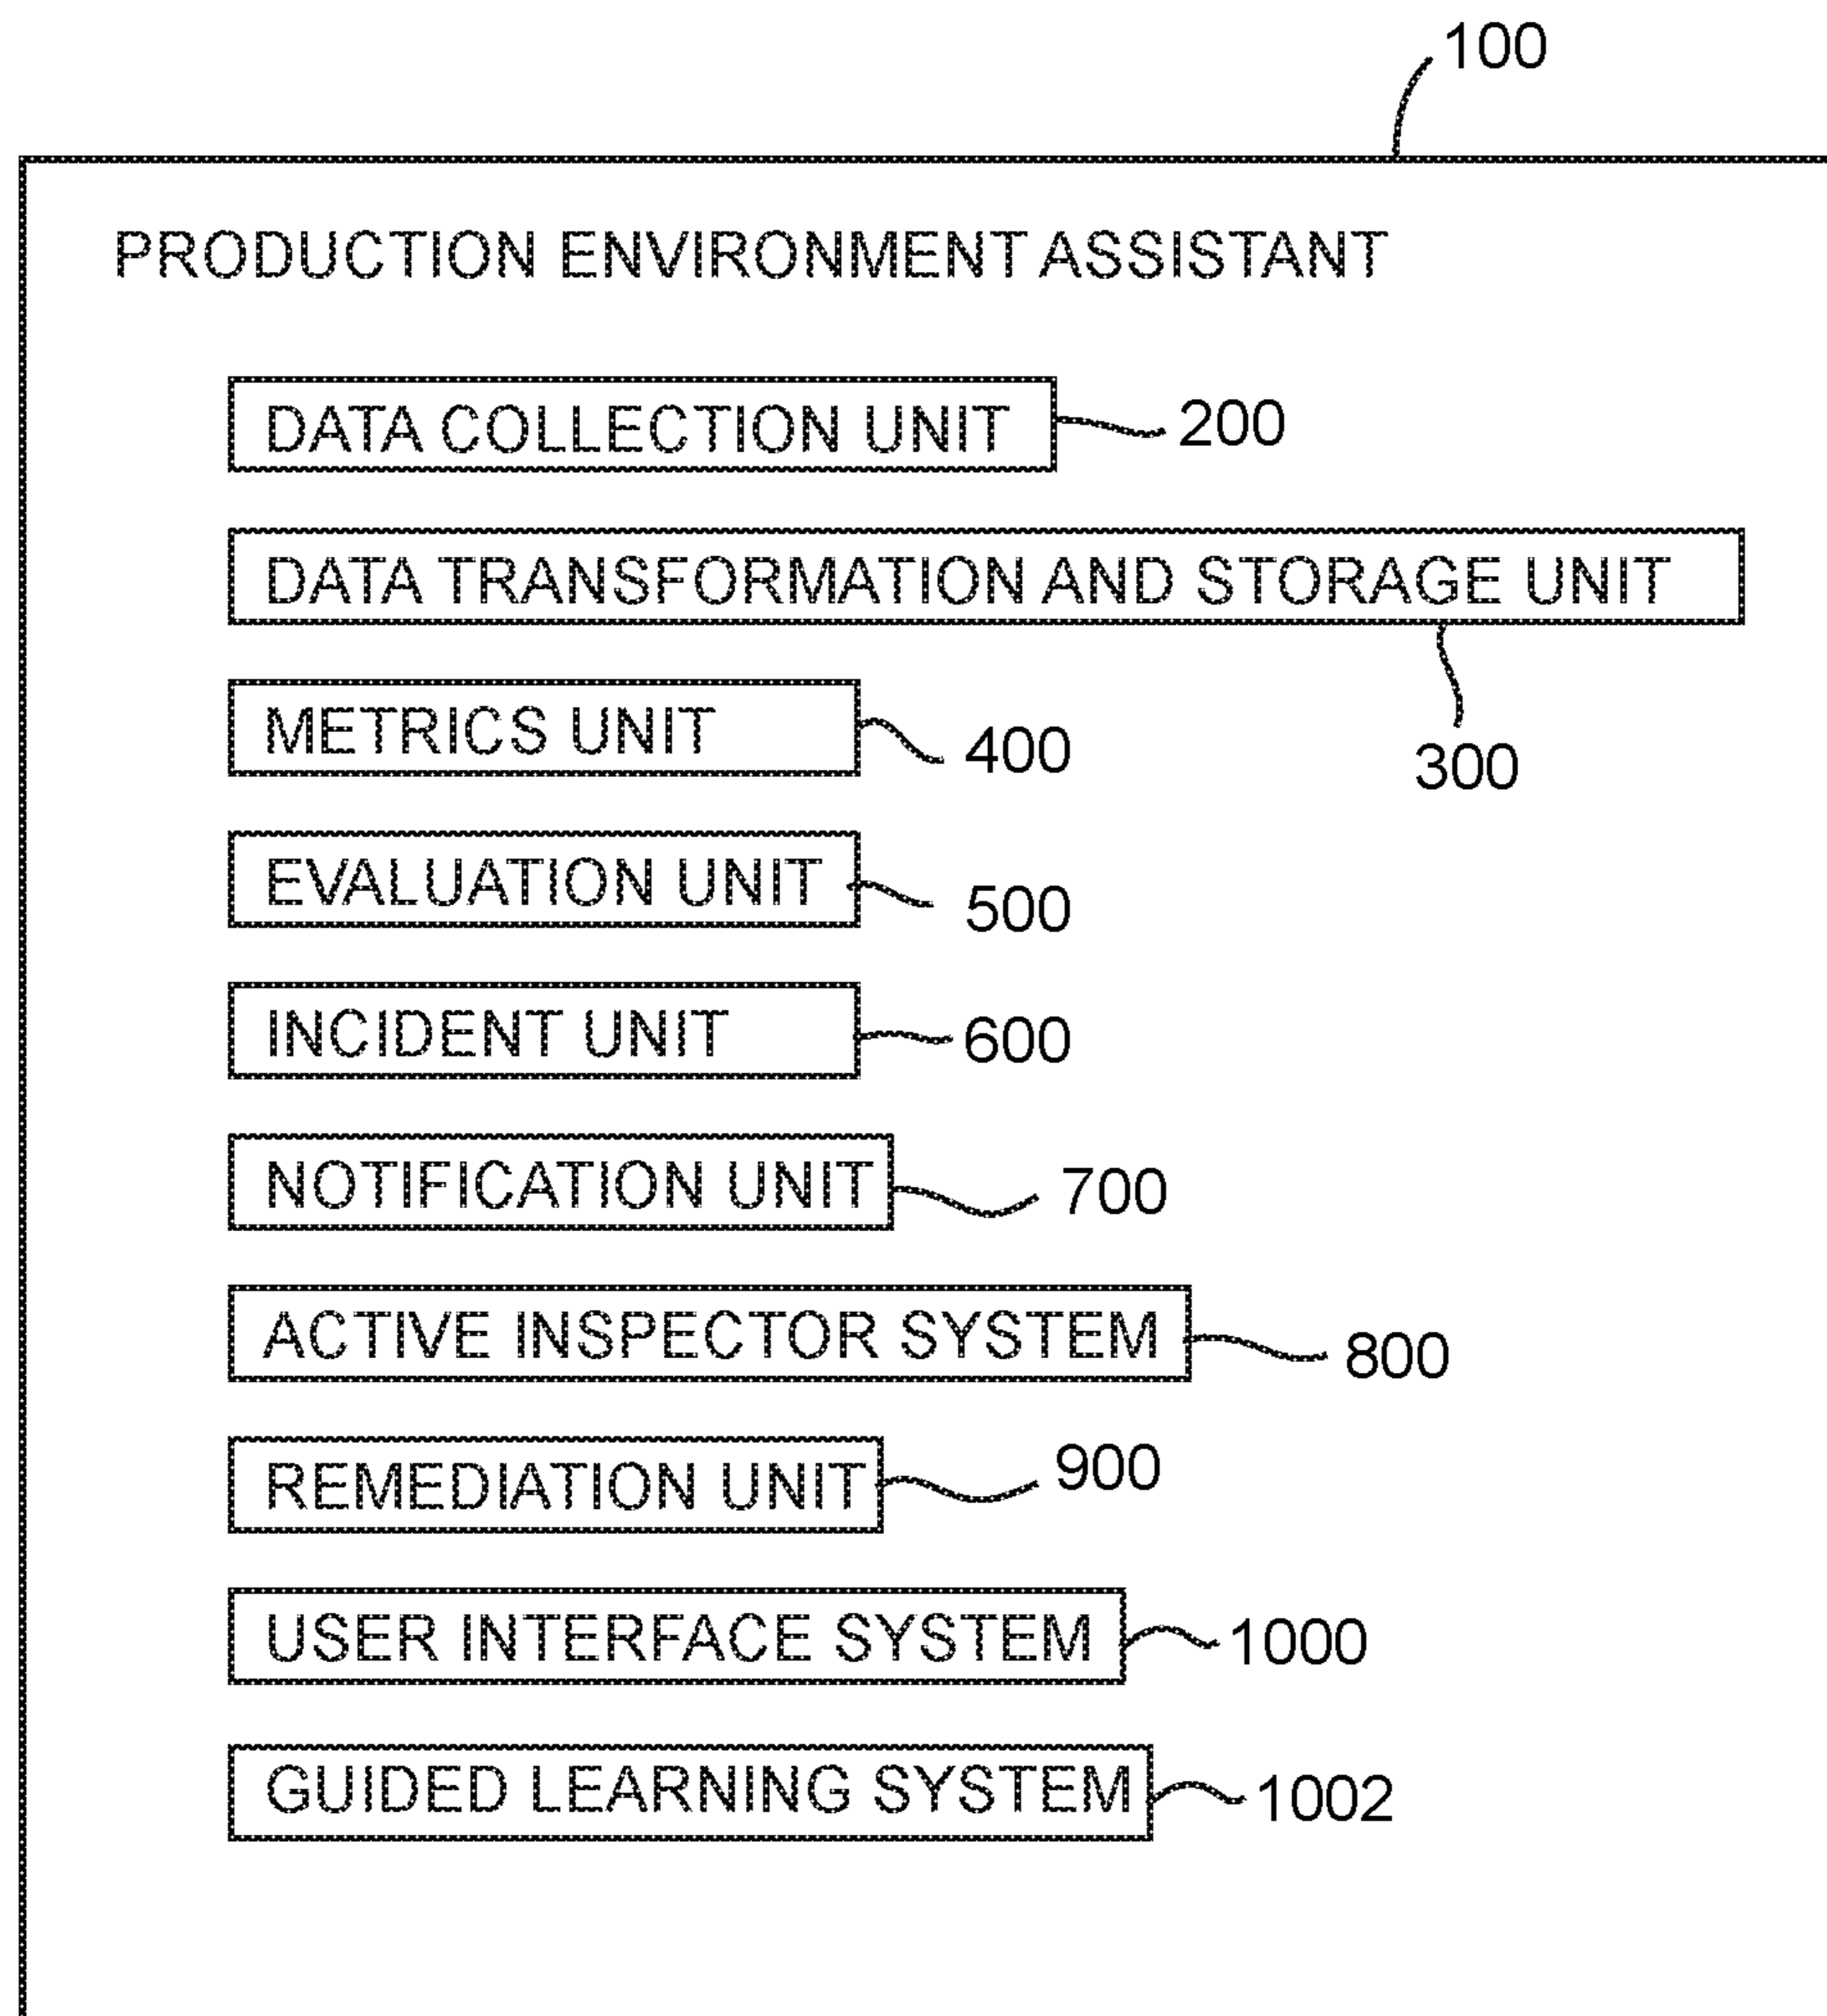 100
PRODUCTION ENVIRONMENT ASSISTANT
DATA COLLECTION UNIT 200
DATA TRANSFORMATION AND STORAGE UNIT
300
METRICS UNIT 400
EVALUATION UNIT 500
INCIDENT UNIT 600
NOTIFICATION UNIT 700
ACTIVE INSPECTOR SYSTEM 800
REMEDIATION UNIT 900
USER INTERFACE SYSTEM 1000
GUIDED LEARNING SYSTEM 1002